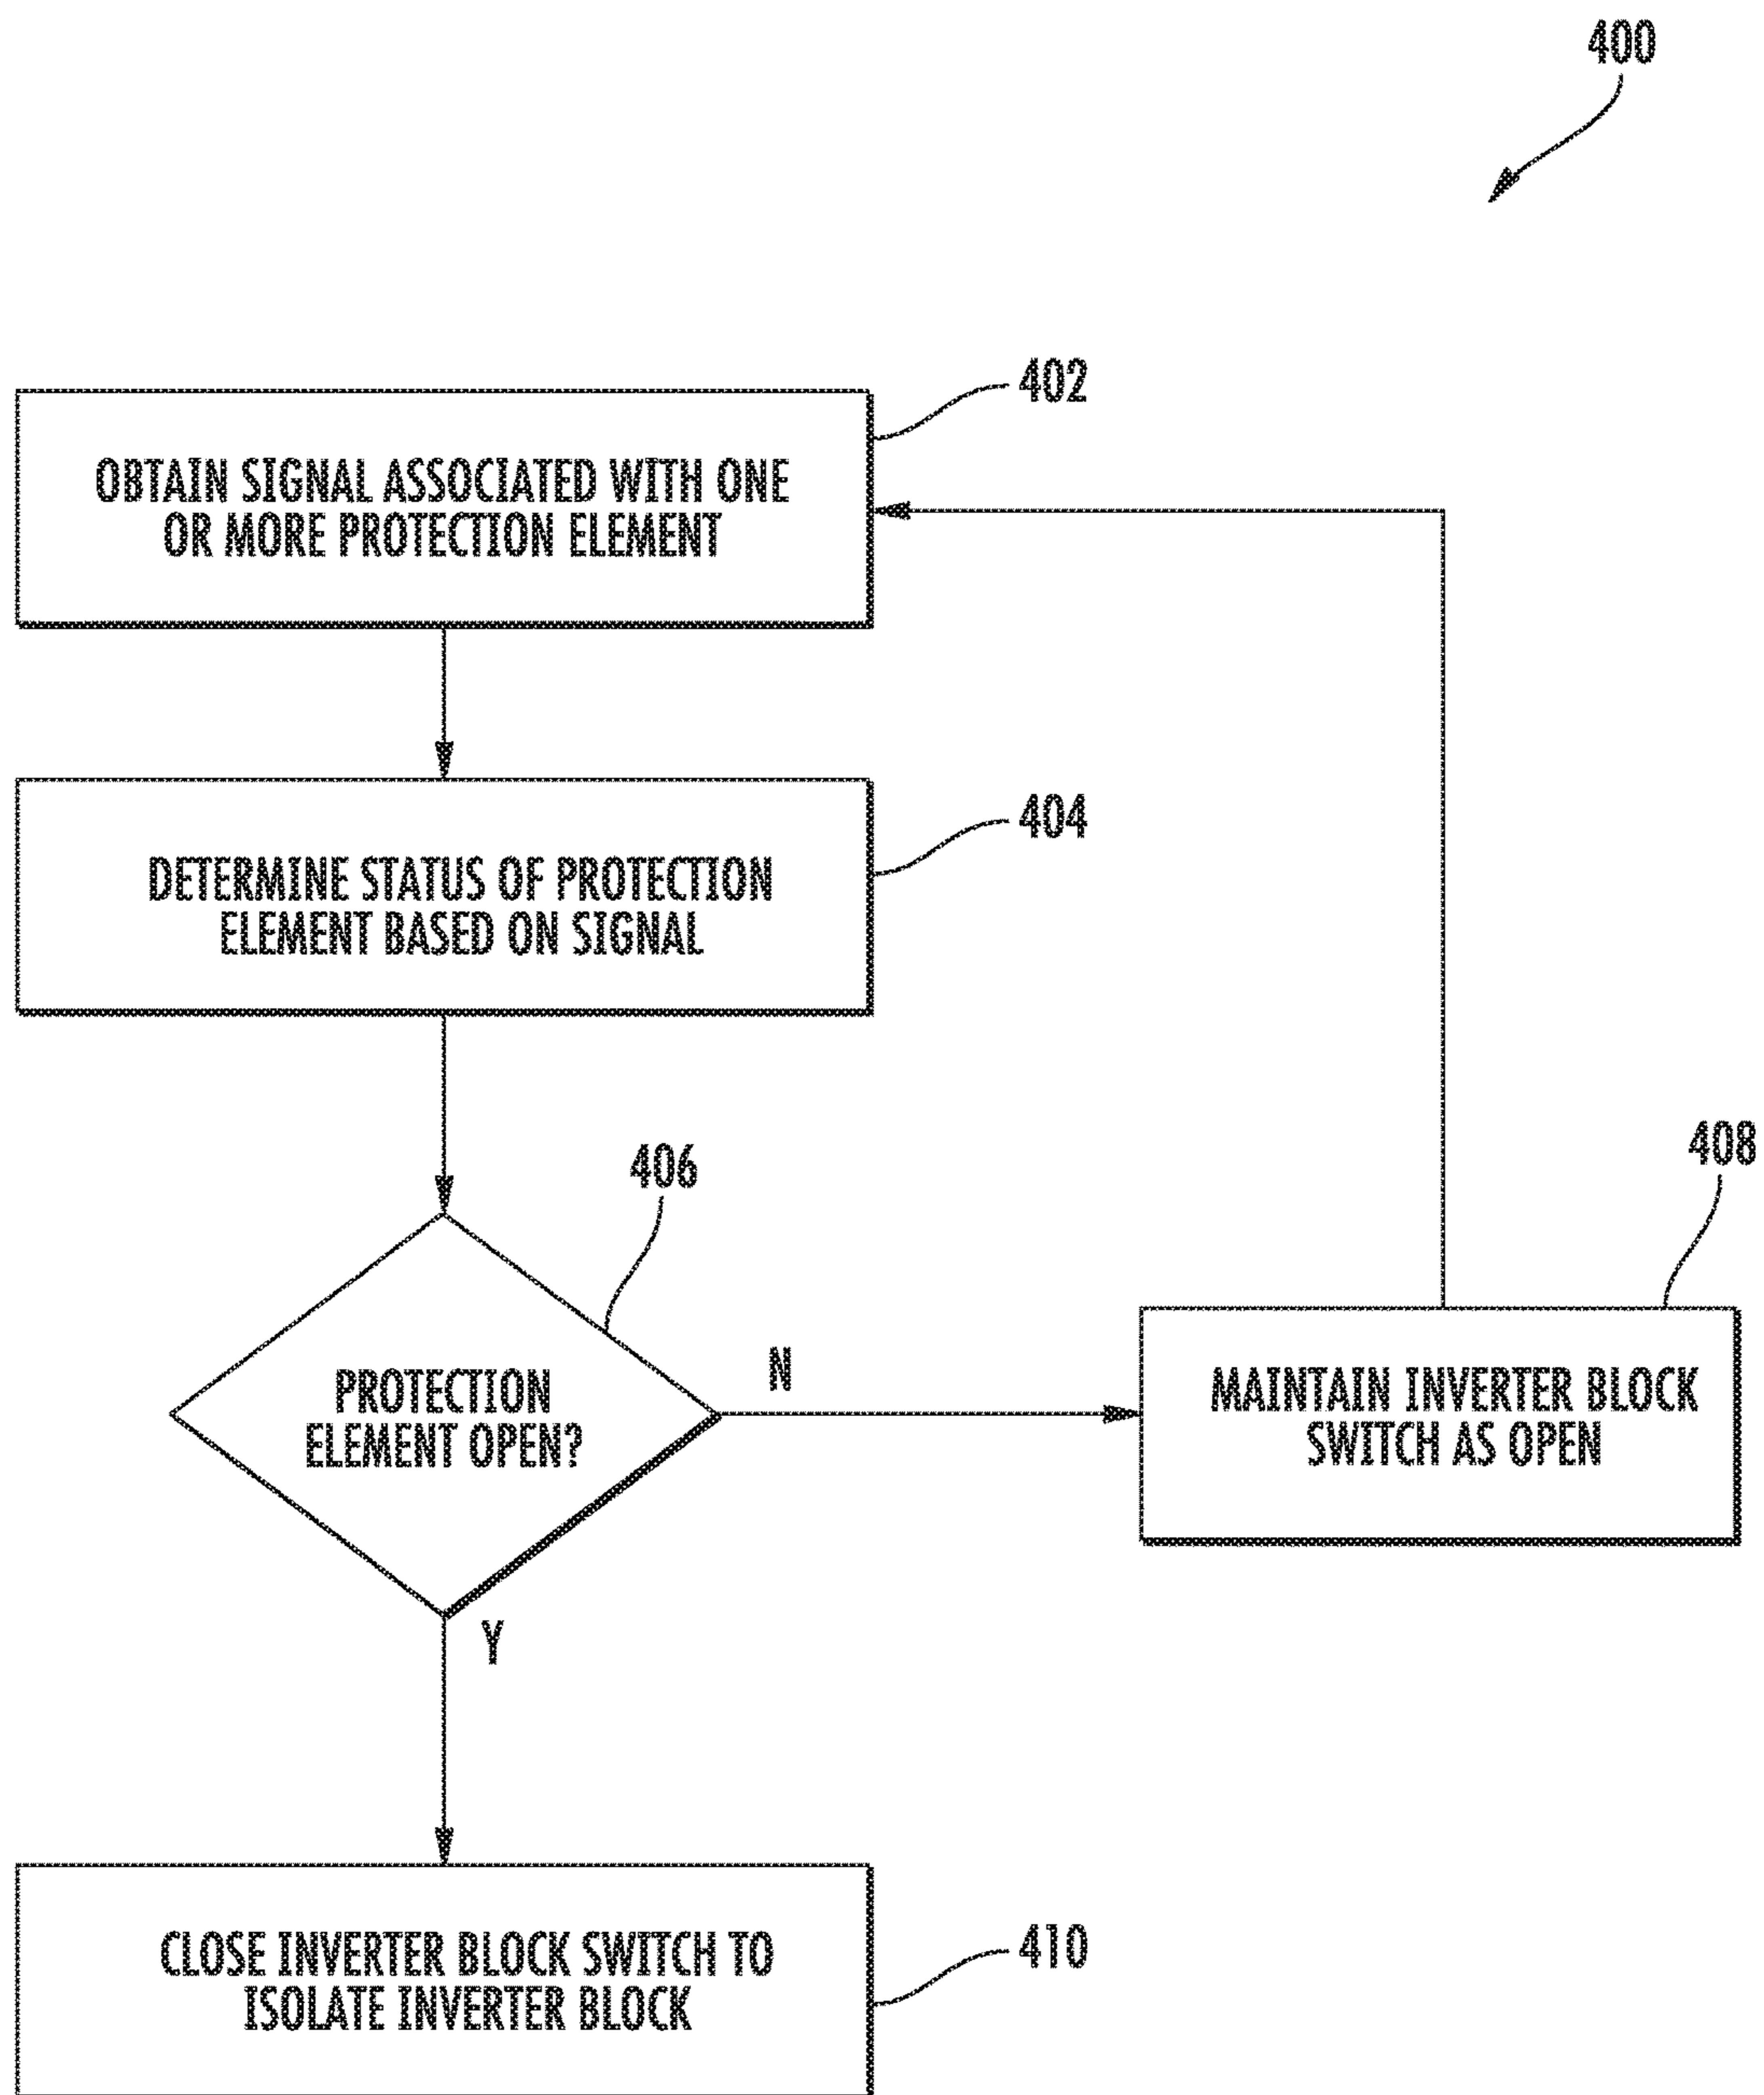 400
402
OBTAIN SIGNAL ASSOCIATED WITH ONE
OR MORE PROTECTION ELEMENT
404
DETERMINE STATUS OF PROTECTION
ELEMENT BASED ON SIGNAL
406
PROTECTION
ELEMENT OPEN?
N
408
MAINTAIN INVERTER BLOCK
SWITCH AS OPEN
Y
CLOSE INVERTER BLOCK SWITCH TO
ISOLATE INVERTER BLOCK
410